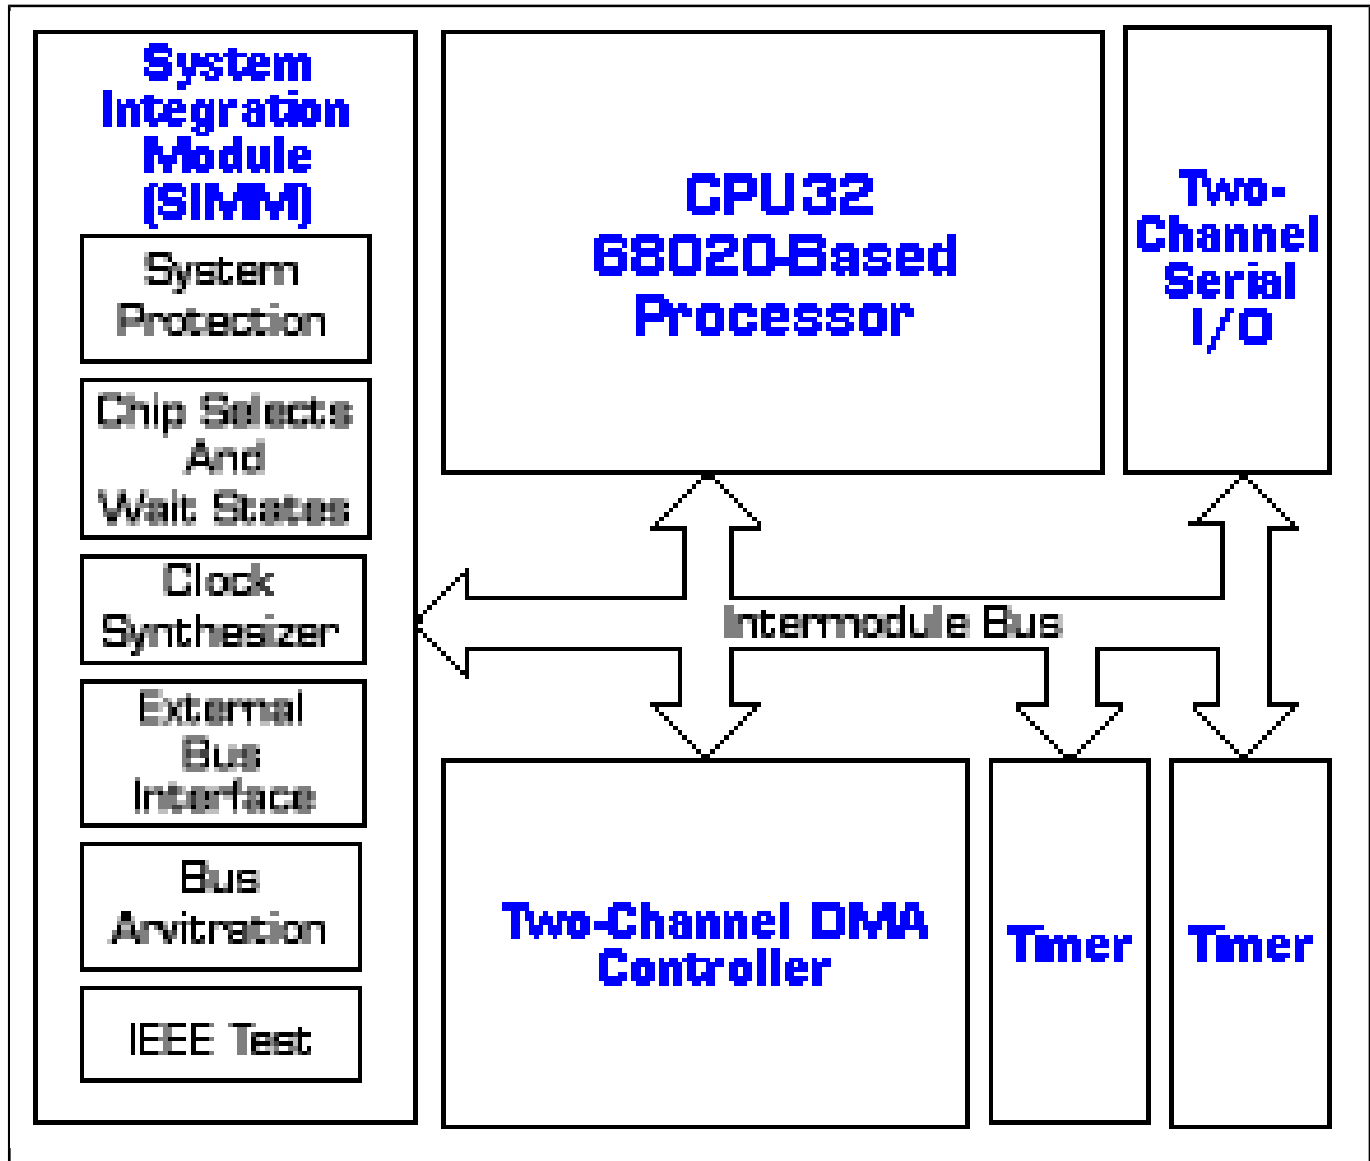 System
Integration
Module
(SIMM)
System
Protection
Chip Selects
And
Wait States
Clock
Synthesizer
External
Bus
Interface
Bus
Arvitration
IEEE Test
CPU32
68020-Based
Processor
Two-
Channel
Serial
I/O
Intermodule Bus
Two-Channel DMA
Controller
Timer
Timer